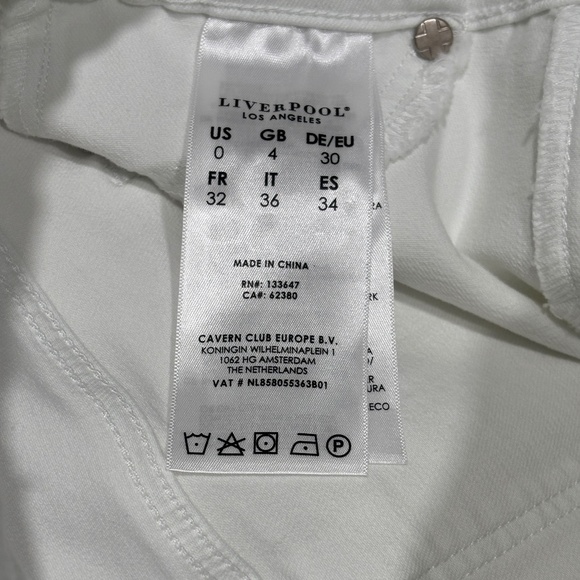 LIVERPOOL®
LOS ANGELES
US GB DE/EU
0 4 30
FR IT ES
32 36 34
MADE IN CHINA
RN#: 133647
CA#: 62380
CAVERN CLUB EUROPE B.V.
KONINGIN WILHELMINAPLEIN 1
1062 HG AMSTERDAM
THE NETHERLANDS
VAT # NL858055363B01
P